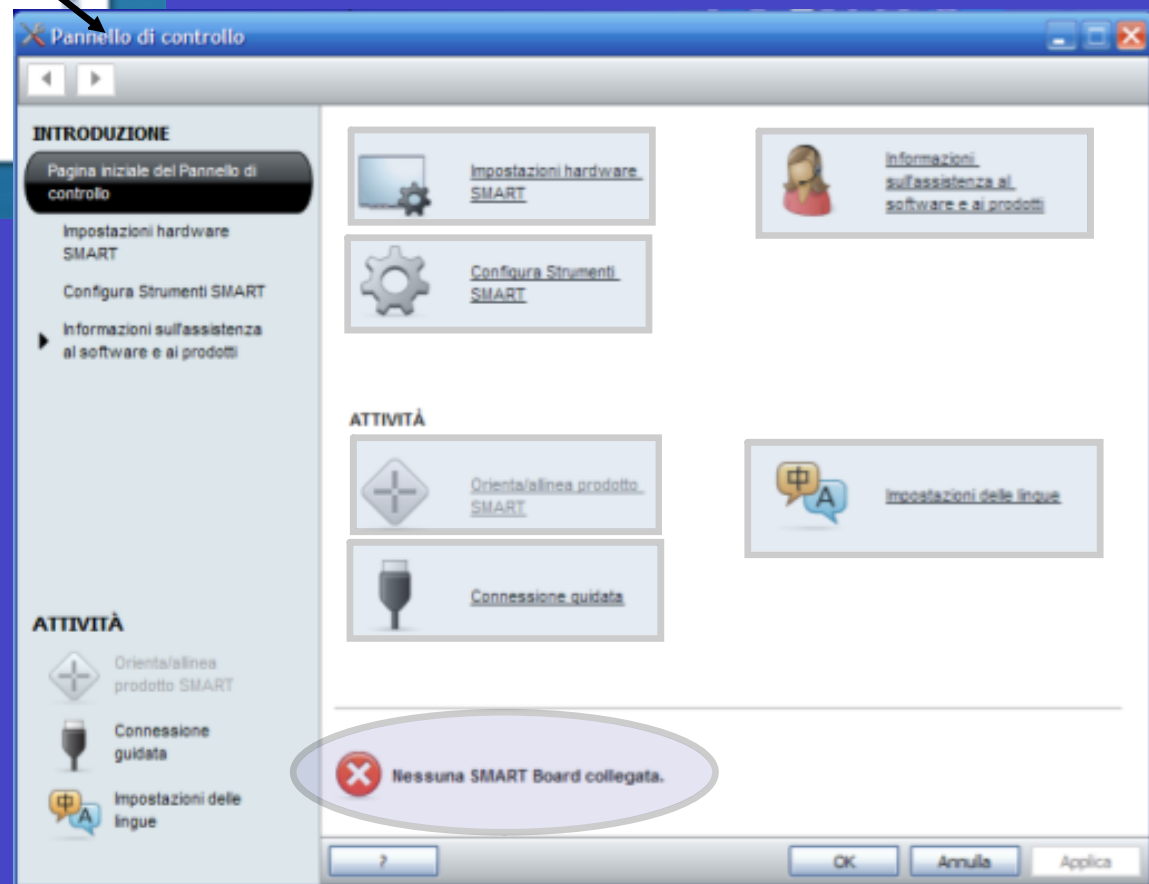 Pannello di controllo
INTRODUZIONE
Pagina iniziale del Pannello di
controllo
Impostazioni hardware
SMART
Configura Strumenti SMART
Informazioni sull'assistenza
al software e ai prodotti
ATTIVITÀ
Orienta/allinea
prodotto SMART
Connessione
guidata
中
A
Impostazioni delle
lingue
Impostazioni hardware
SMART
Informazioni
sull'assistenza al
software e ai prodotti
Configura Strumenti
SMART
ATTIVITÀ
Orienta/allinea prodotto
SMART
中
A
Impostazioni delle lingue
Connessione guidata
Nessuna SMART Board collegata.
?
OK
Annulla
Applica